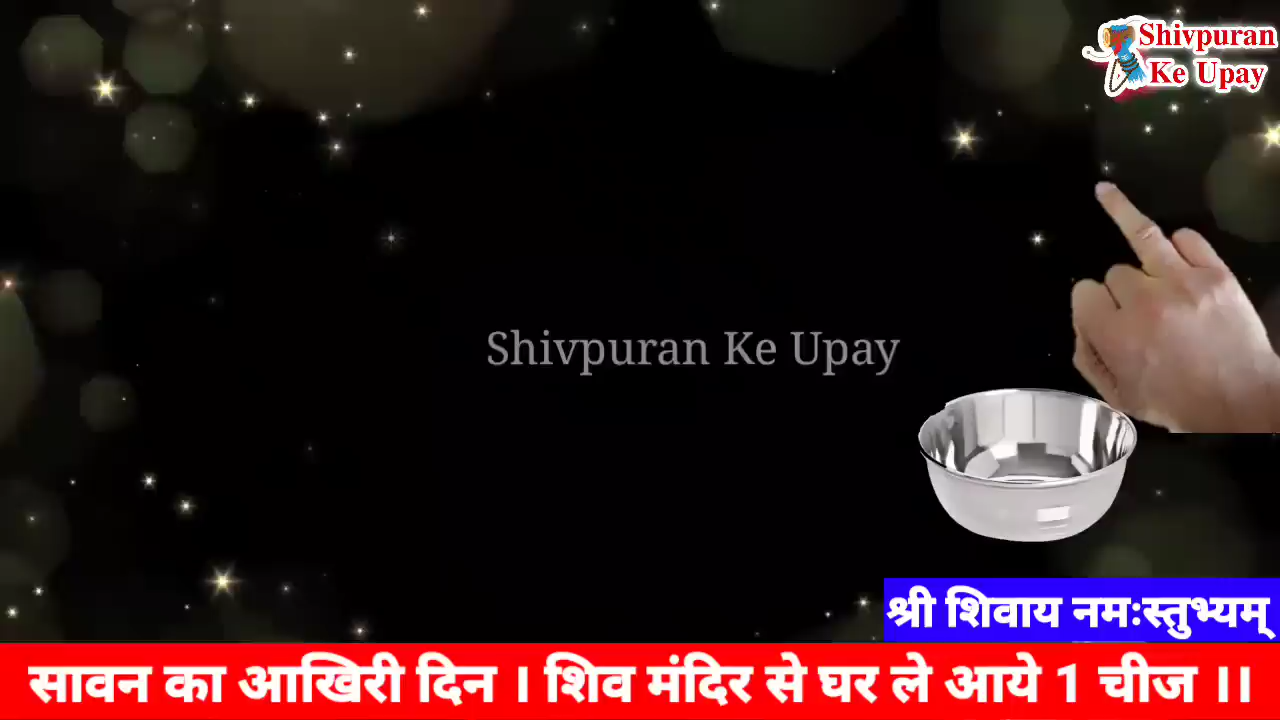 Shivpuran
Ke Upay
Shivpuran Ke Upay
श्री शिवाय नमःस्तुभ्यम्
सावन का आखिरी दिन । शिव मंदिर से घर ले आये 1 चीज ।।